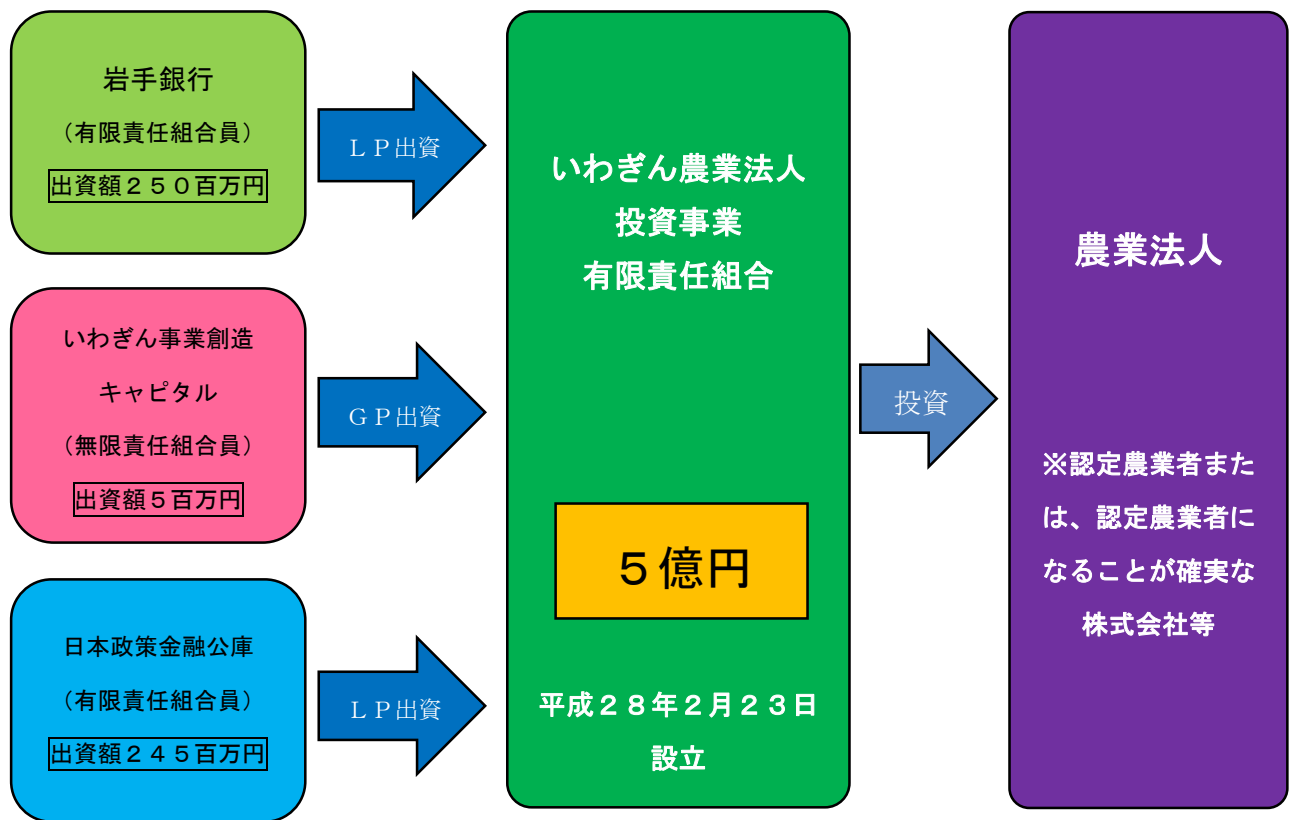 岩手銀行
（有限責任組合員）
出資額２５０百万円
ＬＰ出資
いわぎん事業創造
キャピタル
（無限責任組合員）
出資額５百万円
ＧＰ出資
日本政策金融公庫
（有限責任組合員）
出資額２４５百万円
ＬＰ出資
いわぎん農業法人
投資事業
有限責任組合
５億円
平成２８年２月２３日
設立
投資
農業法人
※認定農業者また
は、認定農業者に
なることが確実な
株式会社等